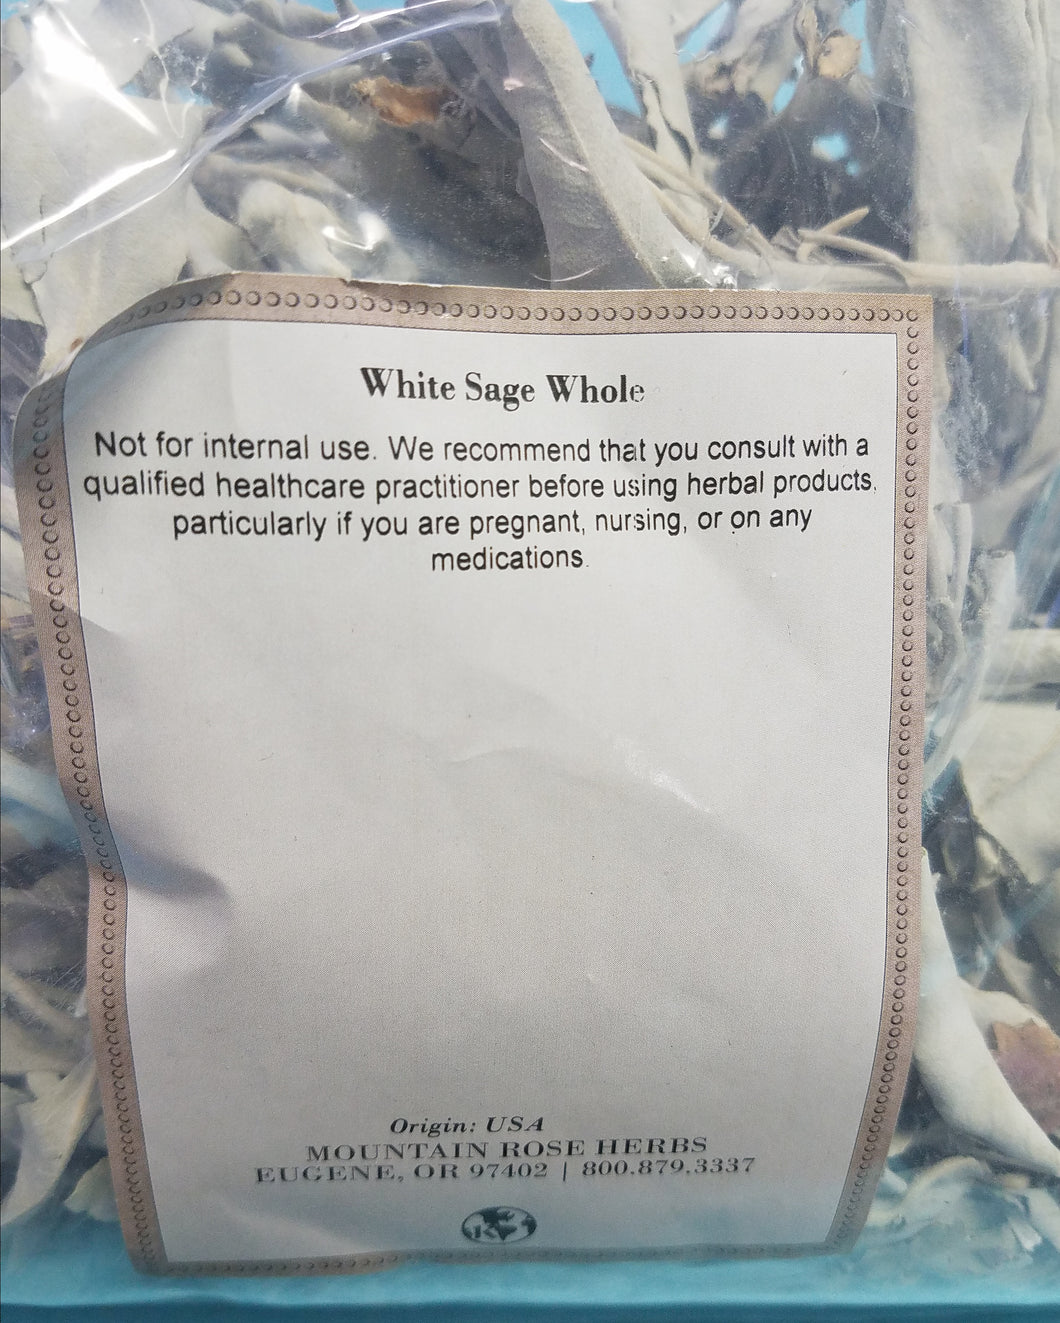 White Sage Whole
Not for internal use. We recommend that you consult with a
qualified healthcare practitioner before using herbal products,
particularly if you are pregnant, nursing, or on any
medications.
Origin: USA
MOUNTAIN ROSE HERBS
EUGENE, OR 97402 | 800.879.3337
K